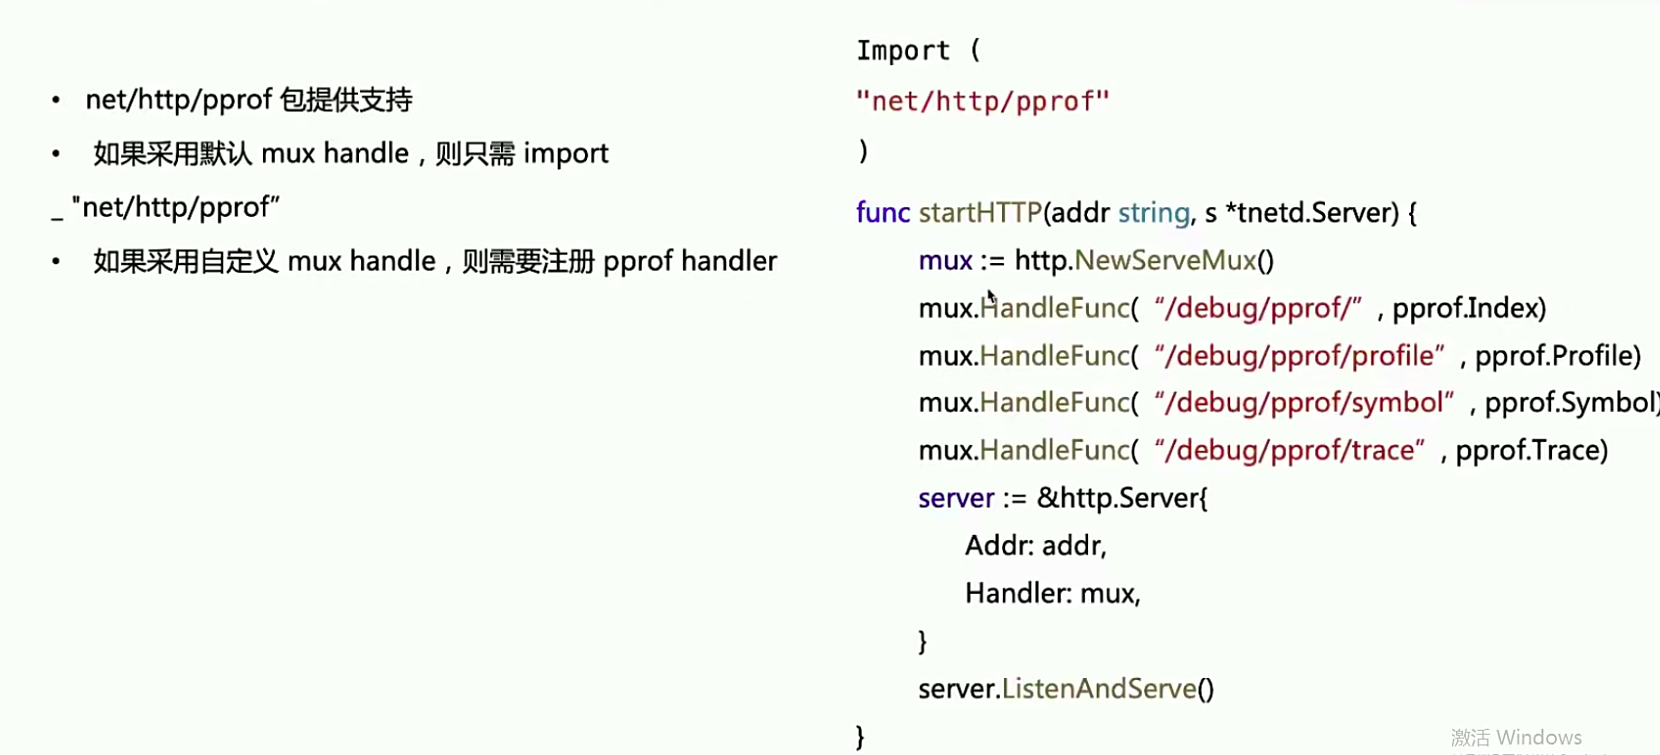 • net/http/pprof 包提供支持
• 如果采用默认 mux handle，则只需 import
_ "net/http/pprof”
• 如果采用自定义 mux handle，则需要注册 pprof handler
Import (
"net/http/pprof"
)
func startHTTP(addr string, s *tnetd.Server) {
mux := http.NewServeMux()
mux.HandleFunc( “/debug/pprof/” , pprof.Index)
mux.HandleFunc( “/debug/pprof/profile” , pprof.Profile)
mux.HandleFunc( “/debug/pprof/symbol” , pprof.Symbol)
mux.HandleFunc( “/debug/pprof/trace” , pprof.Trace)
server := &http.Server{
Addr: addr,
Handler: mux,
}
server.ListenAndServe()
}
激活 Windows